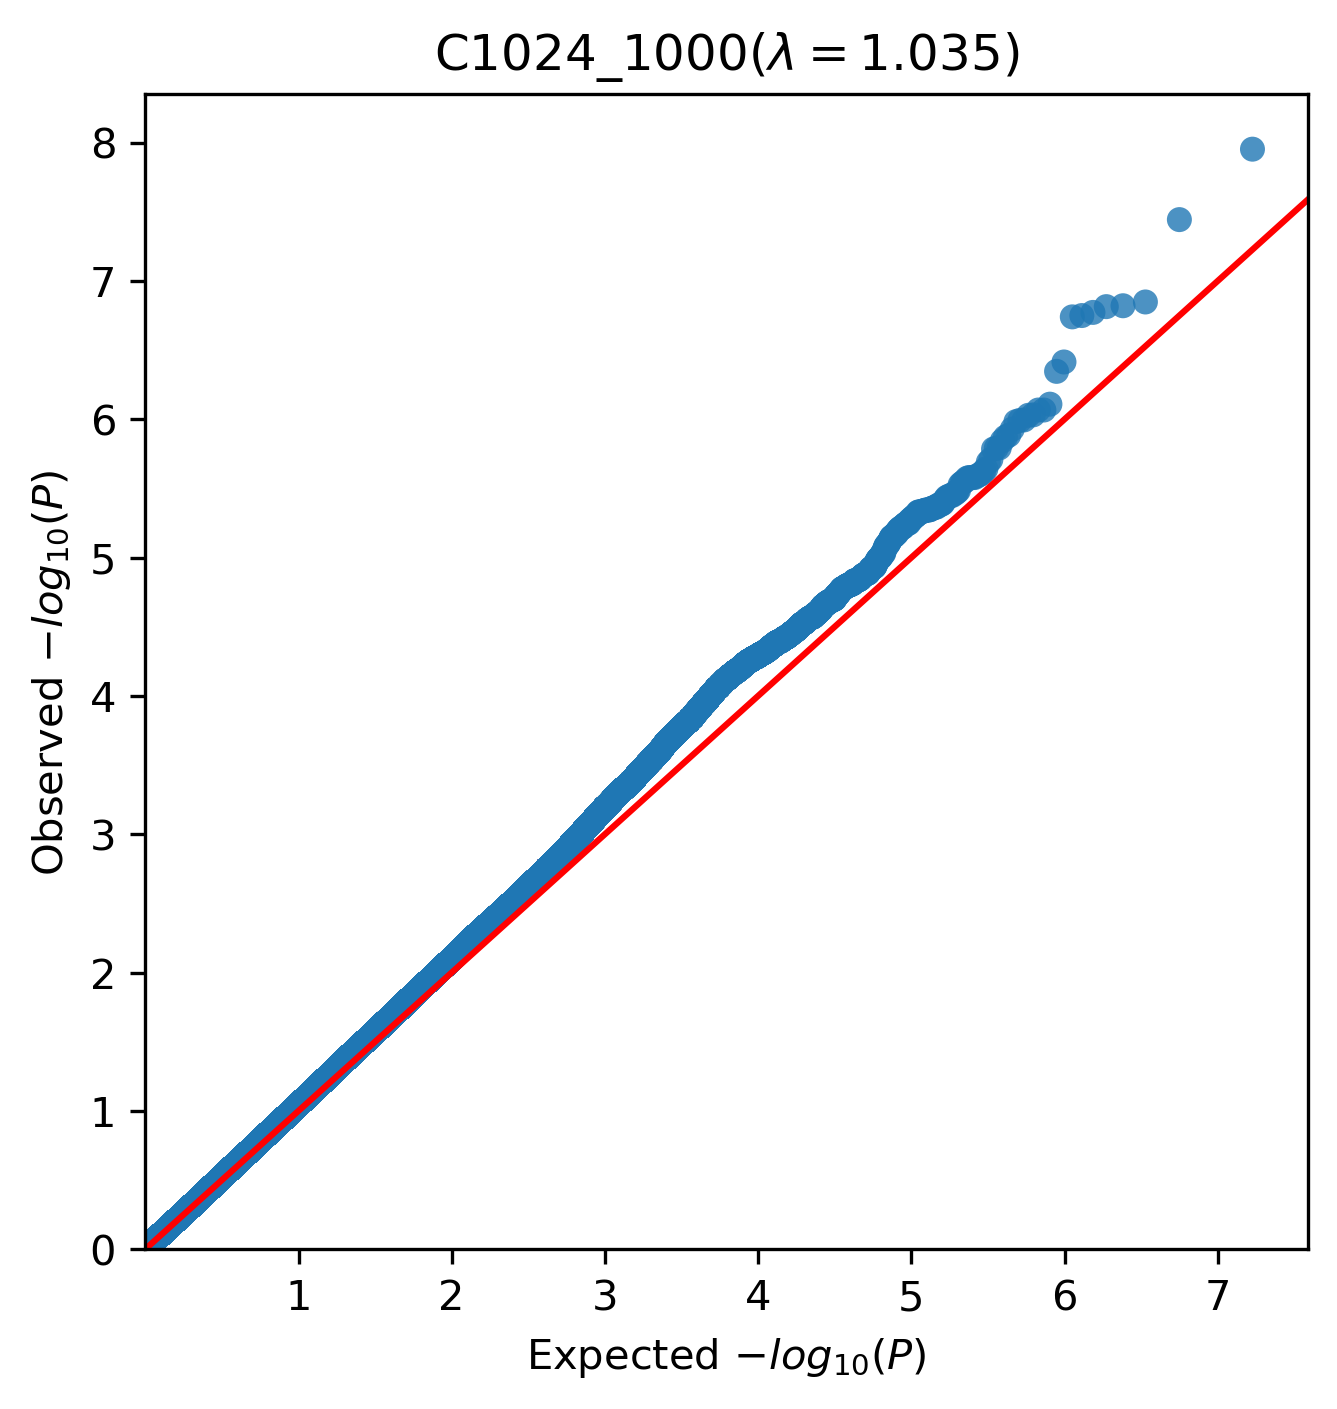 C1024_1000(λ = 1.035)
8
7
6
5
4
3
2
1
0
Observed −log₁₀(P)
1 2 3 4 5 6 7
Expected −log₁₀(P)